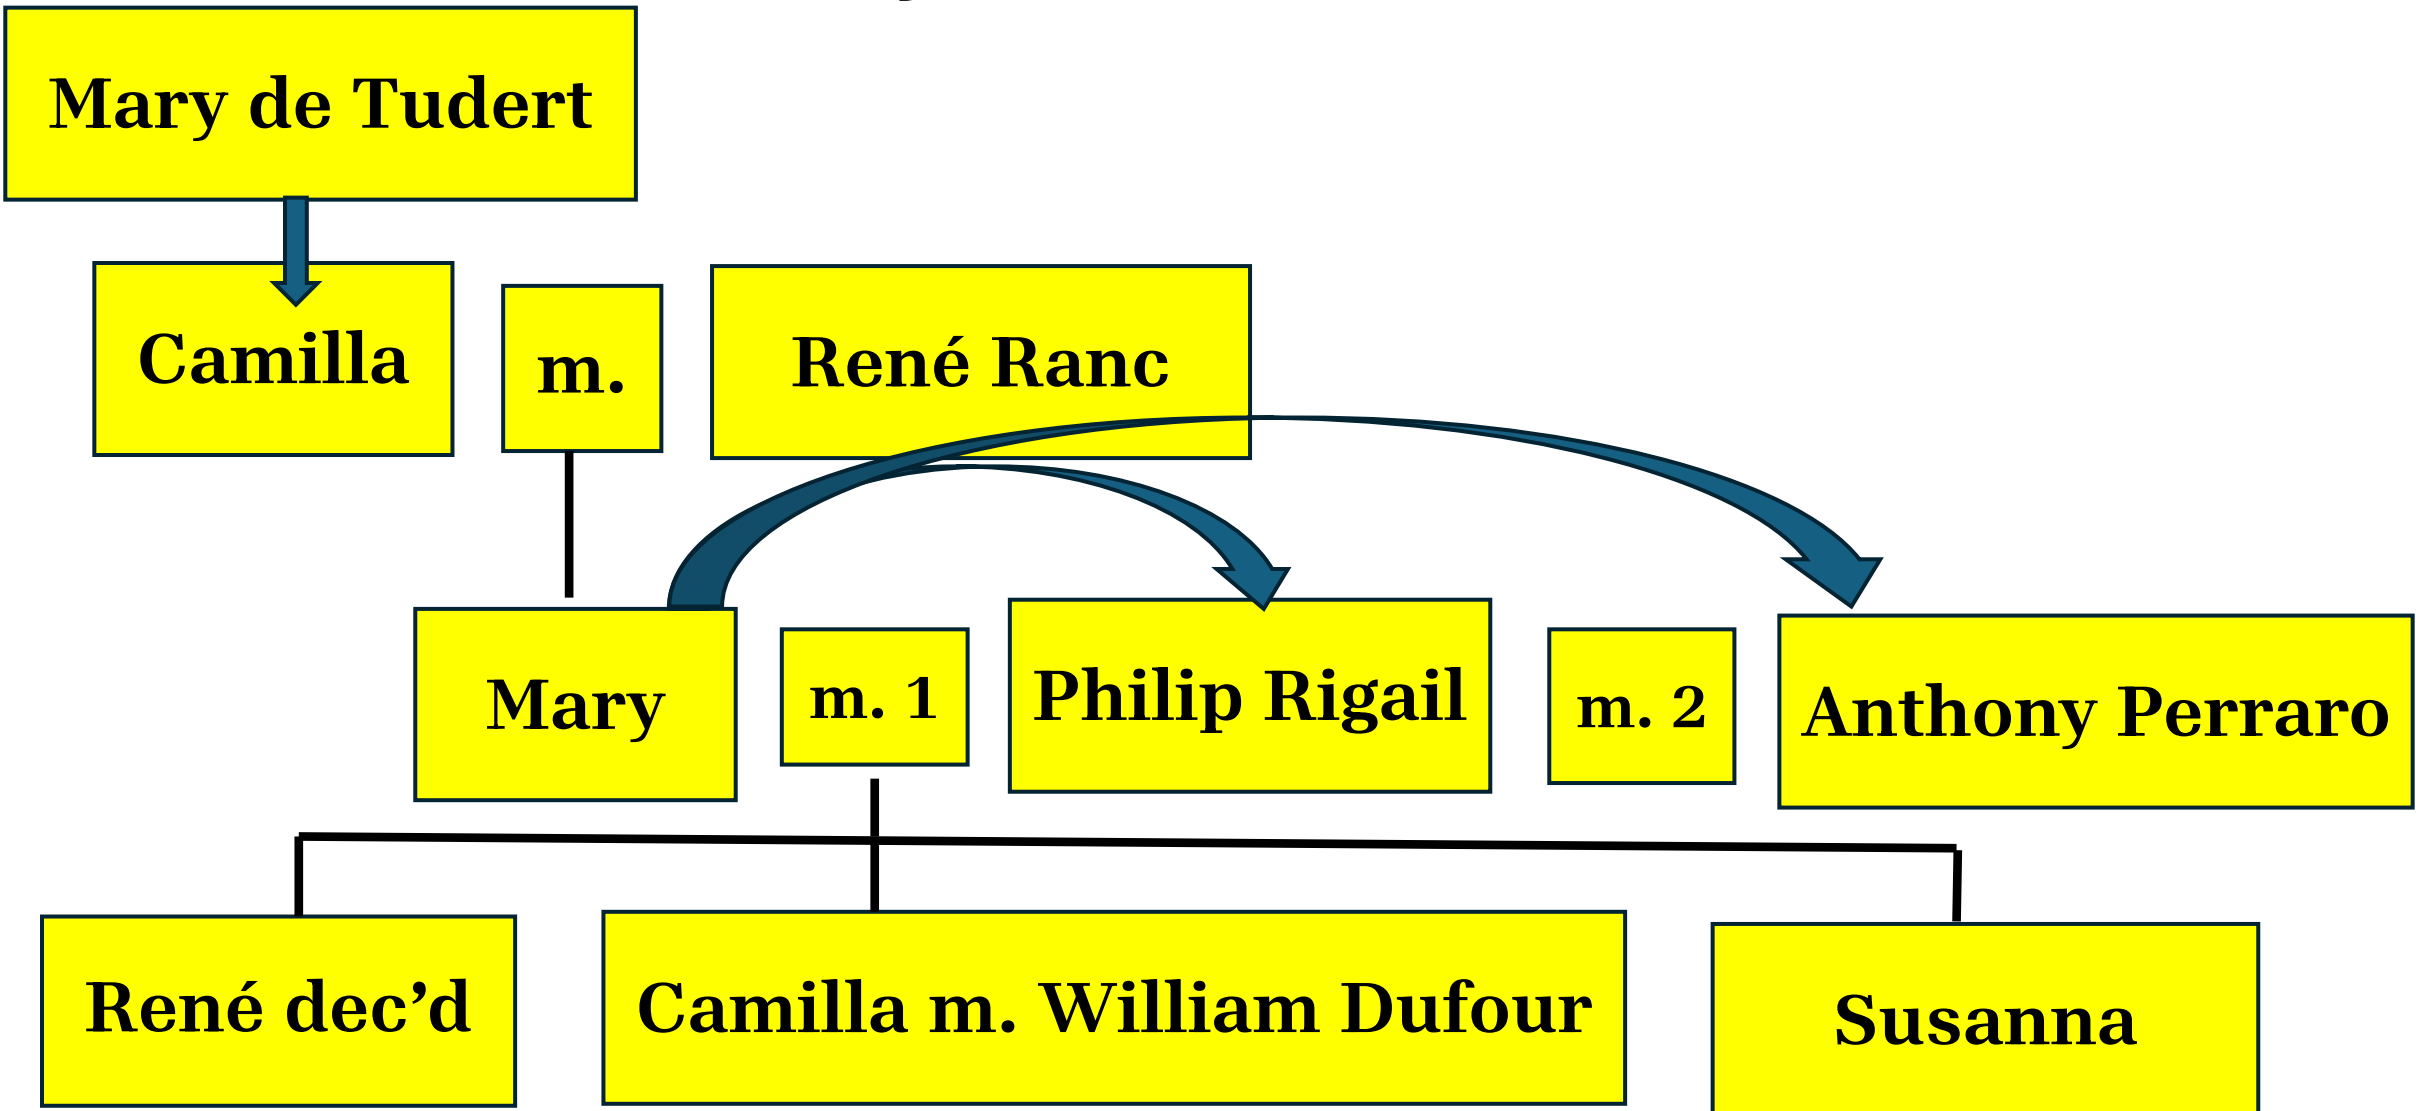 Mary de Tudert
Camilla
m.
René Ranc
Mary
m. 1
Philip Rigail
m. 2
Anthony Perraro
René dec’d
Camilla m. William Dufour
Susanna